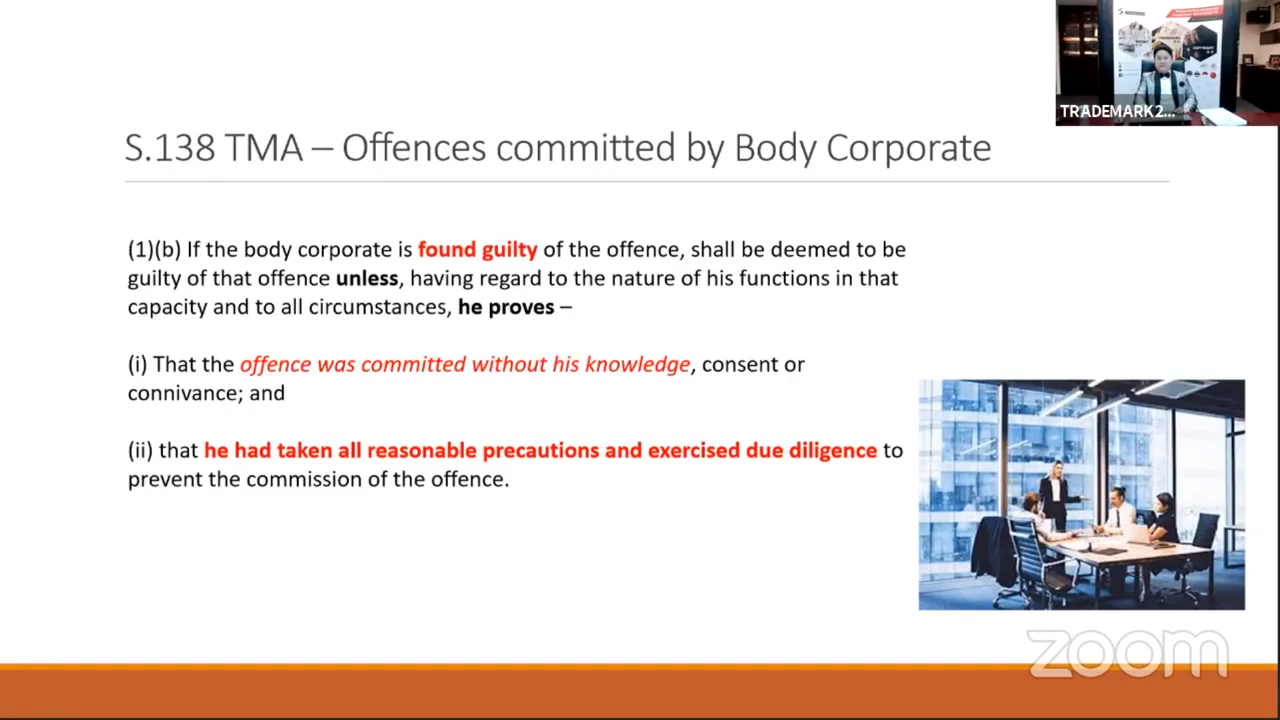 TRADEMARK2...
S.138 TMA – Offences committed by Body Corporate
(1)(b) If the body corporate is found guilty of the offence, shall be deemed to be
guilty of that offence unless, having regard to the nature of his functions in that
capacity and to all circumstances, he proves –
(i) That the offence was committed without his knowledge, consent or
connivance; and
(ii) that he had taken all reasonable precautions and exercised due diligence to
prevent the commission of the offence.
zoom